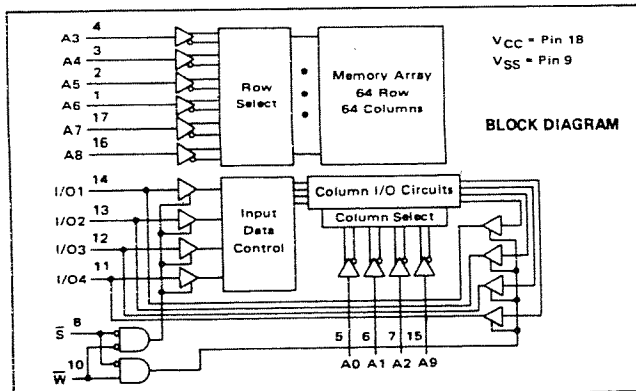 A3 4
A4 3
A5 2
A6 1
A7 17
A8 16
Row Select
Memory Array
64 Row
64 Columns
VCC = Pin 18
VSS = Pin 9
BLOCK DIAGRAM
I/O1 14
I/O2 13
I/O3 12
I/O4 11
Input Data Control
Column I/O Circuits
Column Select
S̅ 8
W̅ 10
5 6 7 15
A0 A1 A2 A9